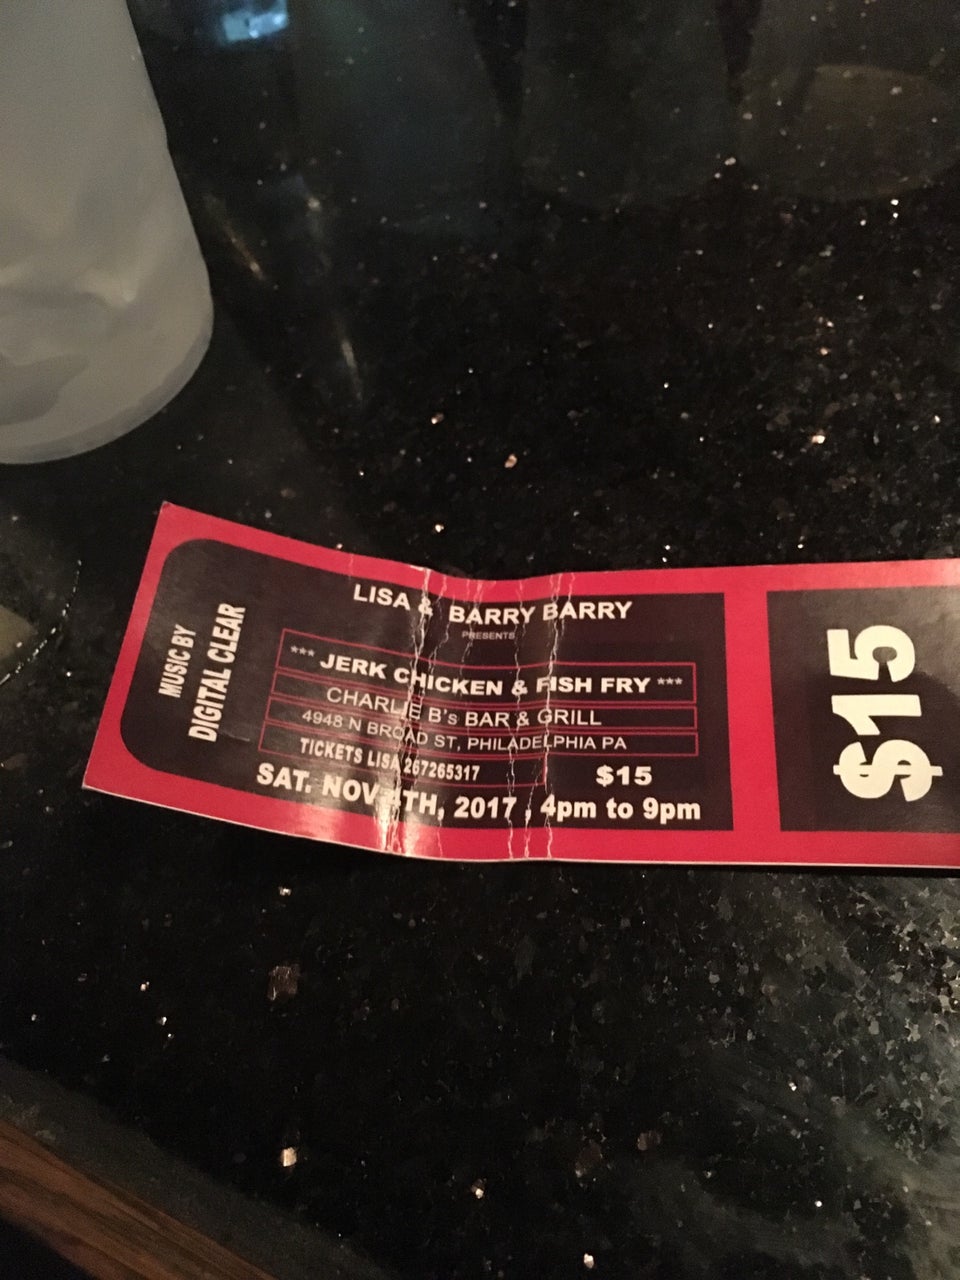 MUSIC BY
DIGITAL CLEAR
LISA & BARRY BARRY
PRESENTS
*** JERK CHICKEN & FISH FRY ***
CHARLIE B's BAR & GRILL
4948 N BROAD ST, PHILADELPHIA PA
TICKETS LISA 267265317
$15
SAT. NOV 4TH, 2017 , 4pm to 9pm
$15